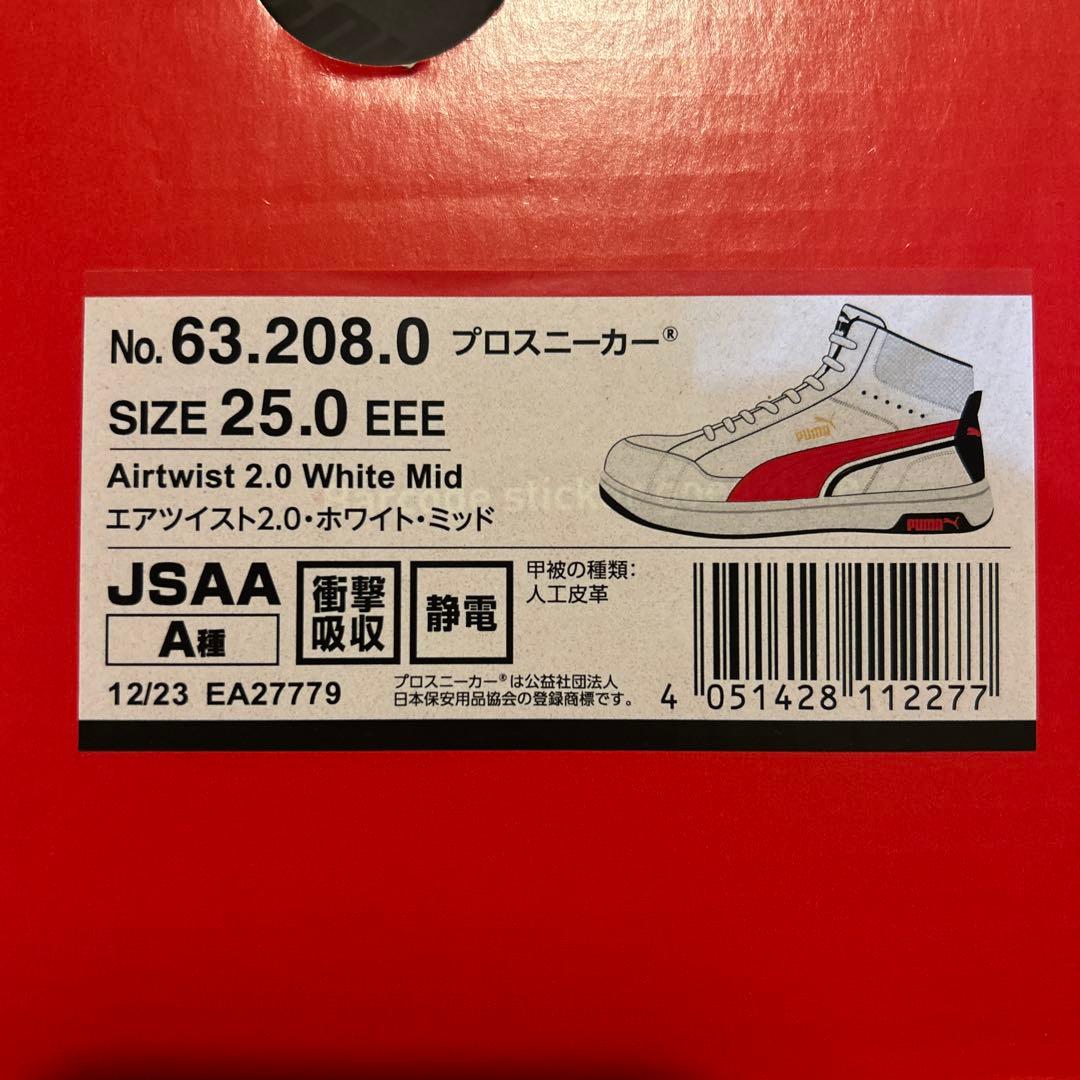 No. 63.208.0 プロスニーカー®
SIZE 25.0 EEE
Airtwist 2.0 White Mid
エアツイスト2.0・ホワイト・ミッド
Barcode sticker
PUMA
PUMA
JSAA
A種
衝撃
吸収
静電
甲被の種類:
人工皮革
12/23 EA27779
プロスニーカー®は公益社団法人
日本保安用品協会の登録商標です。
4 051428 112277